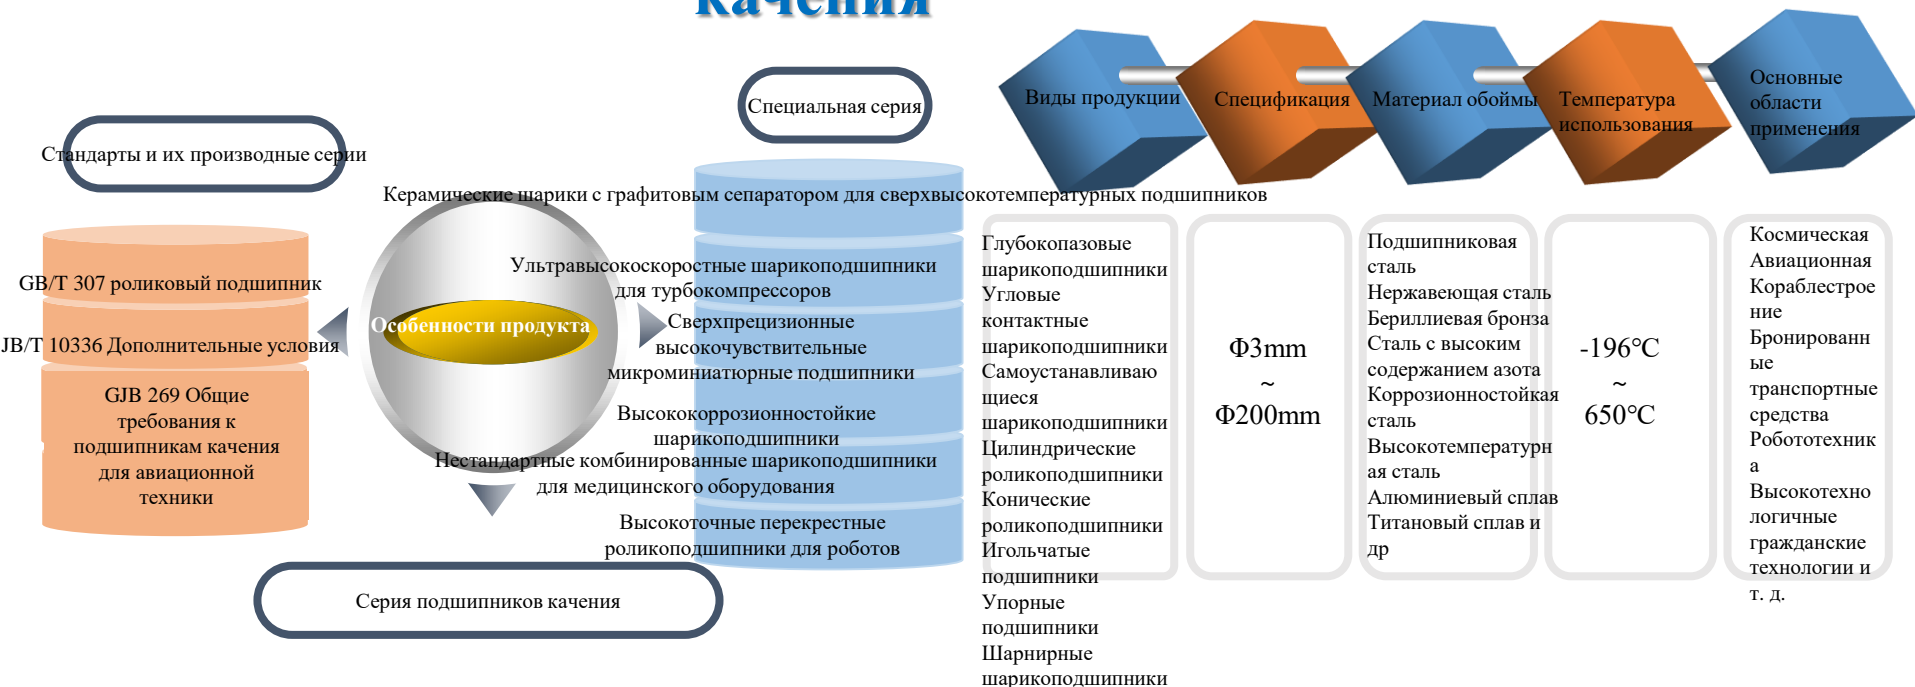 качения
Стандарты и их производные серии
GB/T 307 роликовый подшипник
JB/T 10336 Дополнительные условия
GJB 269 Общие
требования к
подшипникам качения
для авиационной
техники
Особенности продукта
Серия подшипников качения
Специальная серия
Керамические шарики с графитовым сепаратором для сверхвысокотемпературных подшипников
Ультравысокоскоростные шарикоподшипники
для турбокомпрессоров
Сверхпрецизионные
высокочувствительные
микроминиатюрные подшипники
Высококоррозионностойкие
шарикоподшипники
Нестандартные комбинированные шарикоподшипники
для медицинского оборудования
Высокоточные перекрестные
роликоподшипники для роботов
Виды продукции
Глубокопазовые
шарикоподшипники
Угловые
контактные
шарикоподшипники
Самоустанавливаю
щиеся
шарикоподшипники
Цилиндрические
роликоподшипники
Конические
роликоподшипники
Игольчатые
подшипники
Упорные
подшипники
Шарнирные
шарикоподшипники
Спецификация
Φ3mm
~
Φ200mm
Материал обоймы
Подшипниковая
сталь
Нержавеющая сталь
Бериллиевая бронза
Сталь с высоким
содержанием азота
Коррозионностойкая
сталь
Высокотемпературн
ая сталь
Алюминиевый сплав
Титановый сплав и
др
Температура
использования
-196℃
~
650℃
Основные
области
применения
Космическая
Авиационная
Кораблестрое
ние
Бронированн
ые
транспортные
средства
Робототехник
а
Высокотехно
логичные
гражданские
технологии и
т. д.